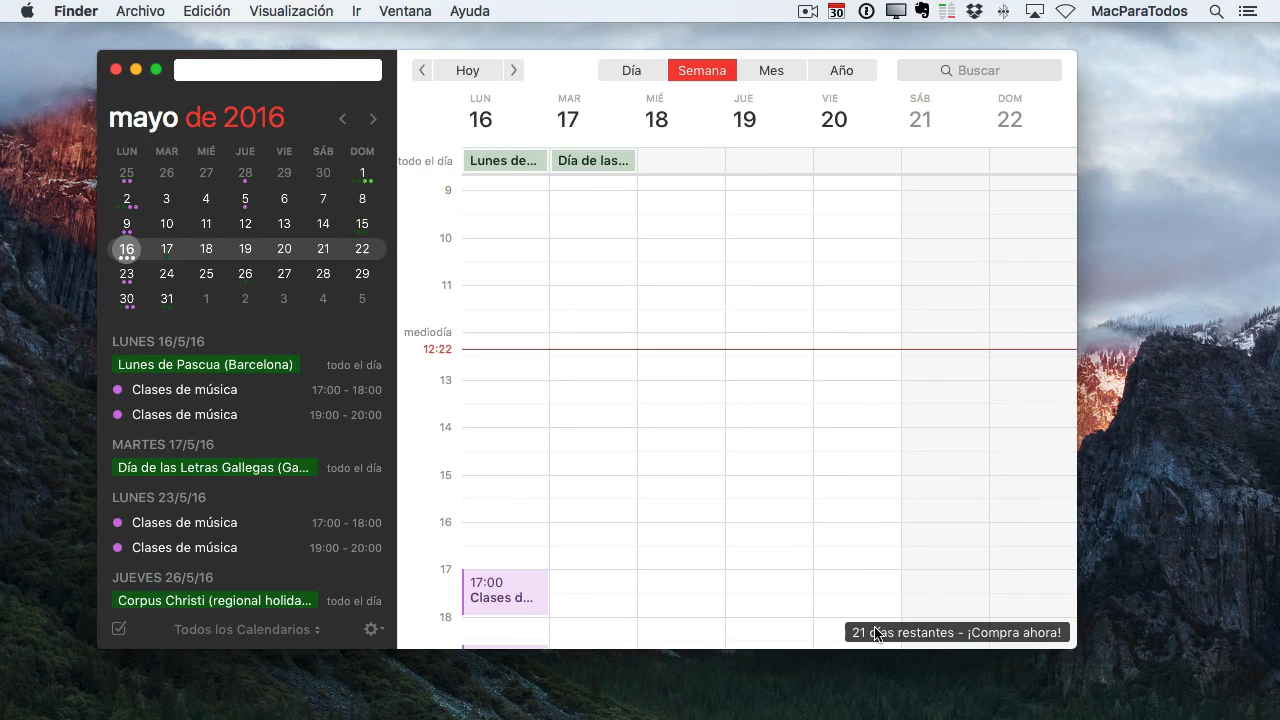 Finder Archivo Edición Visualización Ir Ventana Ayuda 30 MacParaTodos
mayo de 2016
LUN MAR MIÉ JUE VIE SÁB DOM
25 26 27 28 29 30 1
2 3 4 5 6 7 8
9 10 11 12 13 14 15
16 17 18 19 20 21 22
23 24 25 26 27 28 29
30 31 1 2 3 4 5
LUNES 16/5/16
Lunes de Pascua (Barcelona) todo el día
Clases de música 17:00 - 18:00
Clases de música 19:00 - 20:00
MARTES 17/5/16
Día de las Letras Gallegas (Ga... todo el día
LUNES 23/5/16
Clases de música 17:00 - 18:00
Clases de música 19:00 - 20:00
JUEVES 26/5/16
Corpus Christi (regional holida... todo el día
Todos los Calendarios
Hoy Día Semana Mes Año Buscar
LUN MAR MIÉ JUE VIE SÁB DOM
16 17 18 19 20 21 22
todo el día Lunes de... Día de las...
9
10
11
mediodía
12:22
13
14
15
16
17
17:00
Clases d...
18
21 días restantes - ¡Compra ahora!